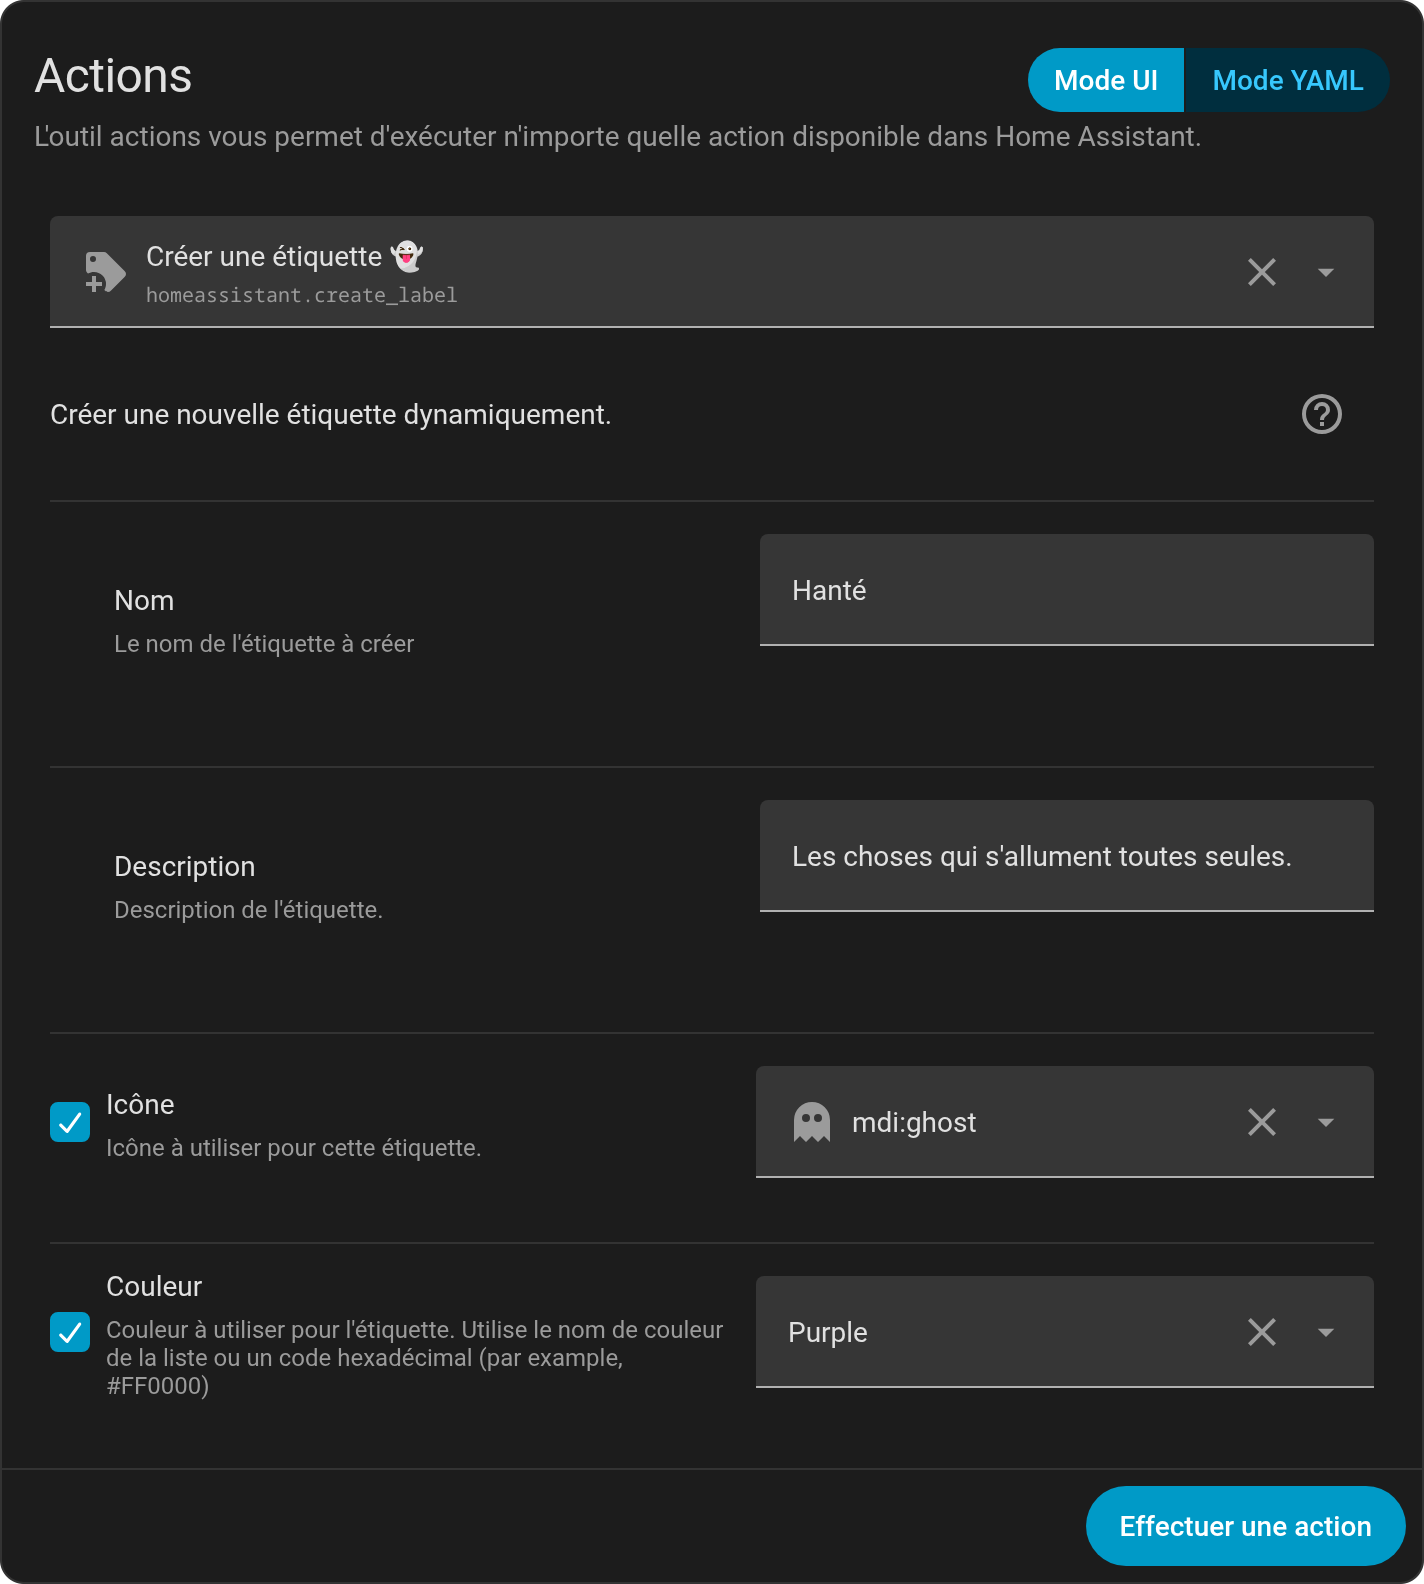 Actions
Mode UI
Mode YAML
L'outil actions vous permet d'exécuter n'importe quelle action disponible dans Home Assistant.
Créer une étiquette 👻
homeassistant.create_label
Créer une nouvelle étiquette dynamiquement.
Nom
Le nom de l'étiquette à créer
Hanté
Description
Description de l'étiquette.
Les choses qui s'allument toutes seules.
Icône
Icône à utiliser pour cette étiquette.
mdi:ghost
Couleur
Couleur à utiliser pour l'étiquette. Utilise le nom de couleur
de la liste ou un code hexadécimal (par example,
#FF0000)
Purple
Effectuer une action